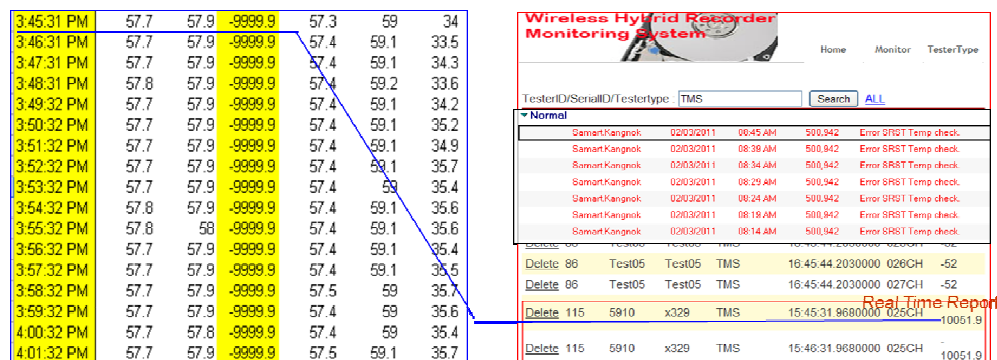 3:45:31 PM 57.7 57.9 -9999.9 57.3 59 34
3:46:31 PM 57.7 57.9 -9999.9 57.4 59.1 33.5
3:47:31 PM 57.7 57.9 -9999.9 57.4 59.1 34.3
3:48:31 PM 57.8 57.9 -9999.9 57.4 59.2 33.6
3:49:32 PM 57.7 57.9 -9999.9 57.4 59.1 34.2
3:50:32 PM 57.7 57.9 -9999.9 57.4 59.1 35.2
3:51:32 PM 57.7 57.9 -9999.9 57.4 59.1 34.9
3:52:32 PM 57.7 57.9 -9999.9 57.4 59.1 35.7
3:53:32 PM 57.7 57.9 -9999.9 57.4 59 35.4
3:54:32 PM 57.8 57.9 -9999.9 57.4 59.1 35.6
3:55:32 PM 57.8 58 -9999.9 57.4 59.1 35.6
3:56:32 PM 57.7 57.9 -9999.9 57.4 59.1 35.4
3:57:32 PM 57.7 57.9 -9999.9 57.4 59.1 35.5
3:58:32 PM 57.7 57.9 -9999.9 57.5 59 35.7
3:59:32 PM 57.7 57.9 -9999.9 57.4 59 35.6
4:00:32 PM 57.7 57.8 -9999.9 57.4 59 35.4
4:01:32 PM 57.7 57.9 -9999.9 57.5 59.1 35.7
Wireless Hybrid Recorder
Monitoring System
Home Monitor TesterType
TesterID/SerialID/Testertype TMS Search ALL
Normal
Samart.Kangnok 02/03/2011 08:45 AM 500,942 Error SRST Temp check.
Samart.Kangnok 02/03/2011 08:39 AM 500,942 Error SRST Temp check.
Samart.Kangnok 02/03/2011 08:34 AM 500,942 Error SRST Temp check.
Samart.Kangnok 02/03/2011 08:29 AM 500,942 Error SRST Temp check.
Samart.Kangnok 02/03/2011 08:24 AM 500,942 Error SRST Temp check.
Samart.Kangnok 02/03/2011 08:19 AM 500,942 Error SRST Temp check.
Samart.Kangnok 02/03/2011 08:14 AM 500,942 Error SRST Temp check.
Delete 86 Test05 Test05 TMS -52
Delete 86 Test05 Test05 TMS 16:45:44.2030000 026CH -52
Delete 86 Test05 Test05 TMS 16:45:44.2030000 027CH -52
Real Time Report
Delete 115 5910 x329 TMS 15:45:31.9680000 025CH -10051.9
Delete 115 5910 x329 TMS 15:46:31.9680000 025CH -10051.9